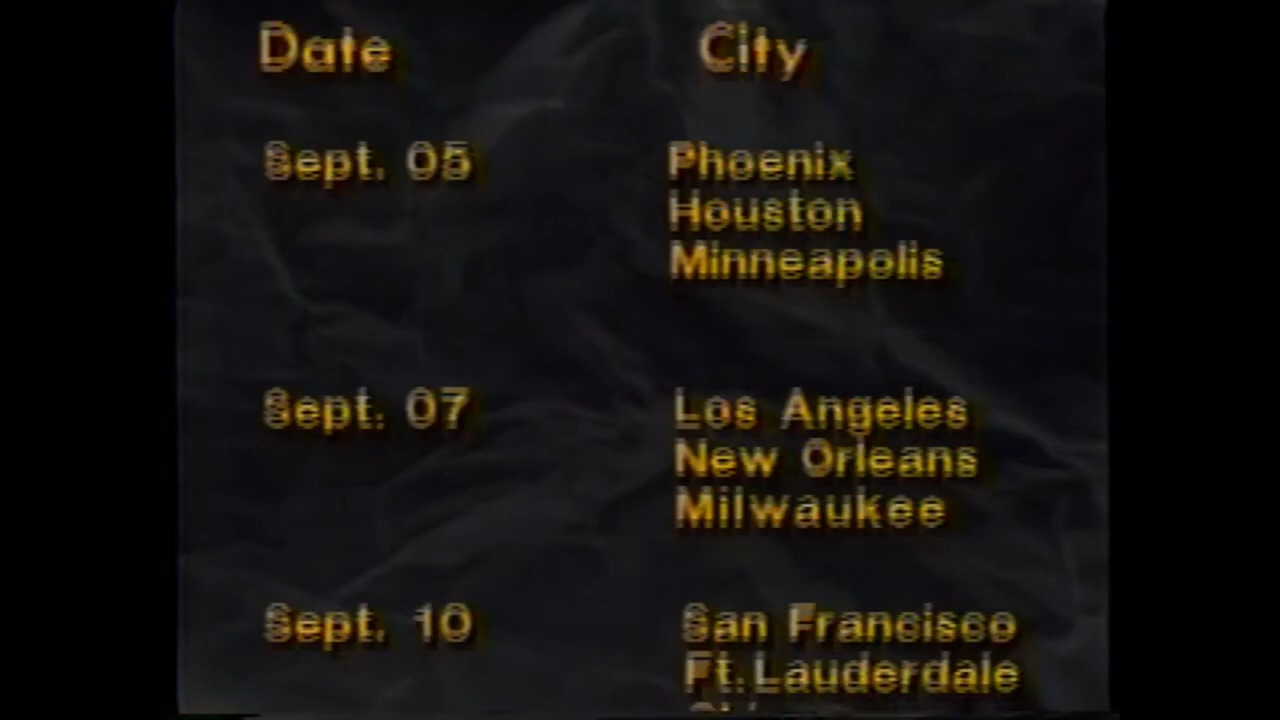 Date City
Sept. 05 Phoenix
Houston
Minneapolis
Sept. 07 Los Angeles
New Orleans
Milwaukee
Sept. 10 San Francisco
Ft. Lauderdale